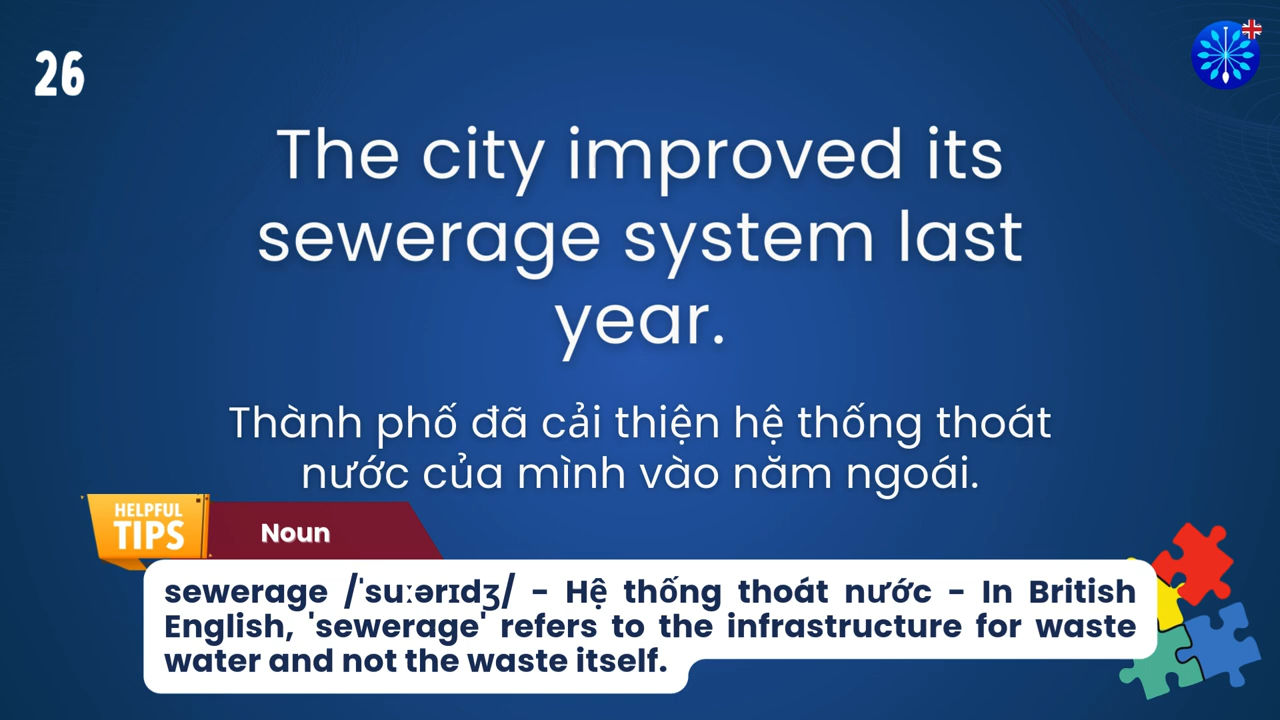 26
The city improved its
sewerage system last
year.
Thành phố đã cải thiện hệ thống thoát
nước của mình vào năm ngoái.
HELPFUL
TIPS
Noun
sewerage /ˈsuːərɪdʒ/ - Hệ thống thoát nước - In British
English, 'sewerage' refers to the infrastructure for waste
water and not the waste itself.